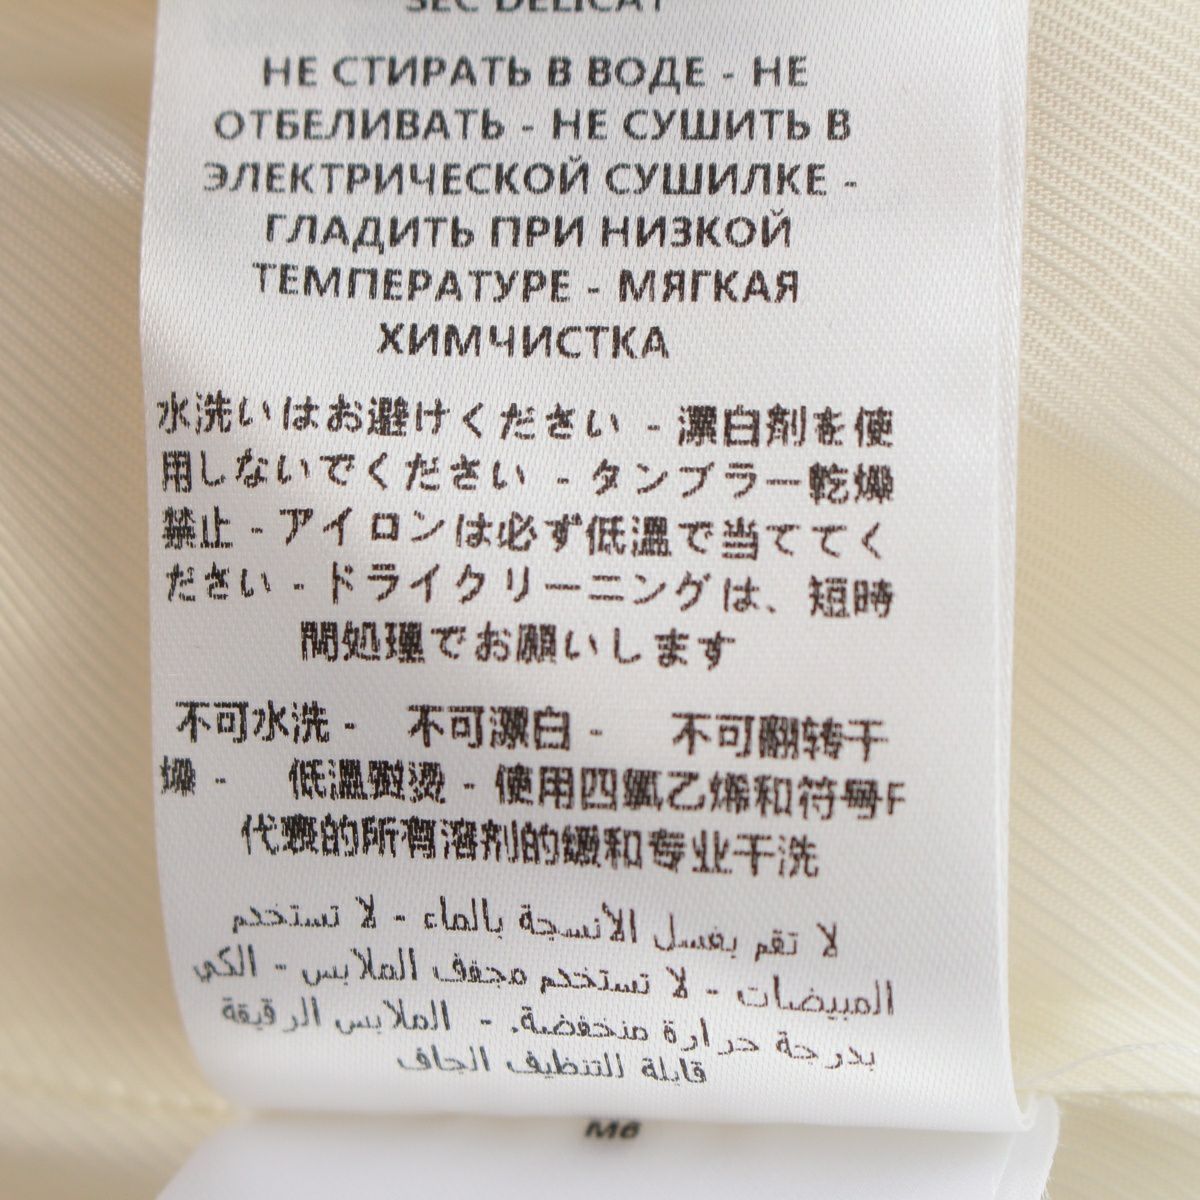 SEC DELICAT
НЕ СТИРАТЬ В ВОДЕ - НЕ
ОТБЕЛИВАТЬ - НЕ СУШИТЬ В
ЭЛЕКТРИЧЕСКОЙ СУШИЛКЕ -
ГЛАДИТЬ ПРИ НИЗКОЙ
ТЕМПЕРАТУРЕ - МЯГКАЯ
ХИМЧИСТКА
水洗いはお避けください - 漂白剤を使
用しないでください - タンブラー乾燥
禁止 - アイロンは必ず低温で当ててく
ださい - ドライクリーニングは、短時
間処理でお願いします
不可水洗 - 不可漂白 - 不可翻转干
燥 - 低温熨烫 - 使用四氯乙烯和符号F
代表的所有溶剂的缓和专业干洗
لا تقم بغسل الأنسجة بالماء - لا تستخدم
المبيضات - لا تستخدم مجفف الملابس - الكي
بدرجة حرارة منخفضة. - الملابس الرقيقة
قابلة للتنظيف الجاف
M6